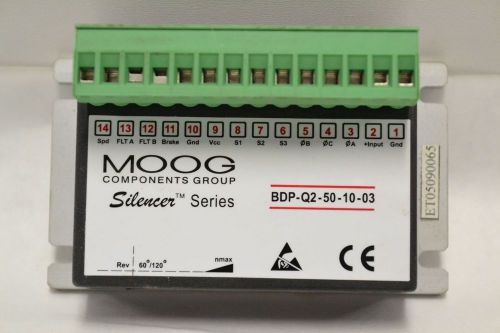 14 13 12 11 10 9 8 7 6 5 4 3 2 1
Spd FLT A FLT B Brake Gnd Vcc S1 S2 S3 ØB ØC ØA +Input Gnd
MOOG
COMPONENTS GROUP
Silencer™ Series
BDP-Q2-50-10-03
Rev 60°/120° nmax
CE
ET05090065